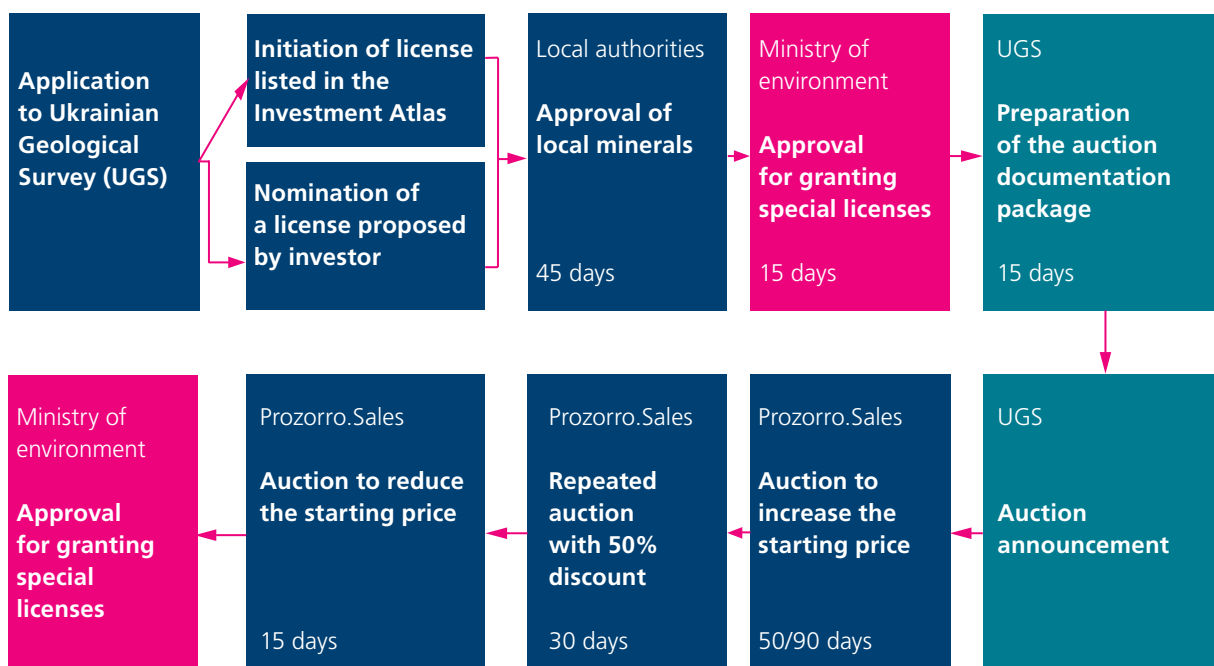 Application
to Ukrainian
Geological
Survey (UGS)
Initiation of license
listed in the
Investment Atlas
Nomination of
a license proposed
by investor
Local authorities
Approval of
local minerals
45 days
Ministry of
environment
Approval
for granting
special licenses
15 days
UGS
Preparation
of the auction
documentation
package
15 days
Ministry of
environment
Approval
for granting
special
licenses
Prozorro.Sales
Auction to reduce
the starting price
15 days
Prozorro.Sales
Repeated
auction
with 50%
discount
30 days
Prozorro.Sales
Auction to
increase the
starting price
50/90 days
UGS
Auction
announcement